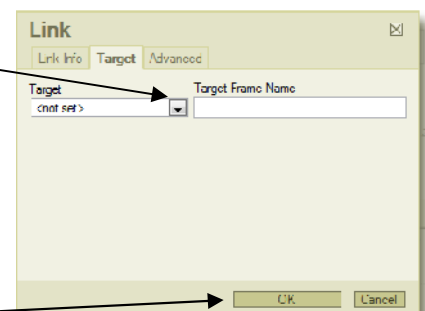 Link
Link Info Target Advanced
Target Target Frame Name
<not set>
OK Cancel